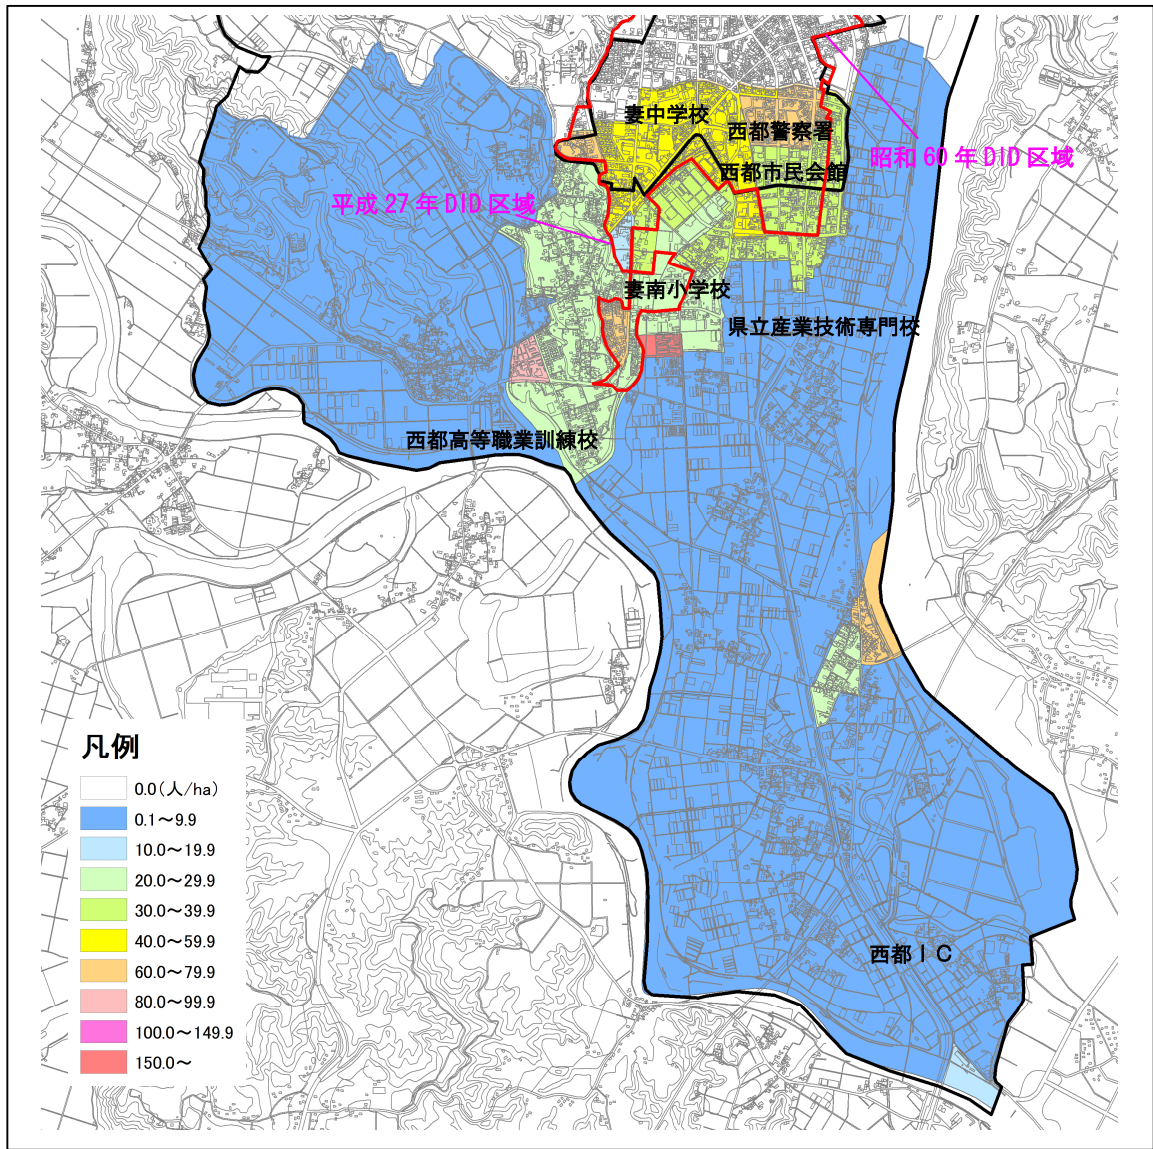 妻中学校
西都警察署
昭和60年DID区域
西都市民会館
平成27年DID区域
妻南小学校
県立産業技術専門校
西都高等職業訓練校
西都IC
凡例
0.0(人/ha)
0.1～9.9
10.0～19.9
20.0～29.9
30.0～39.9
40.0～59.9
60.0～79.9
80.0～99.9
100.0～149.9
150.0～